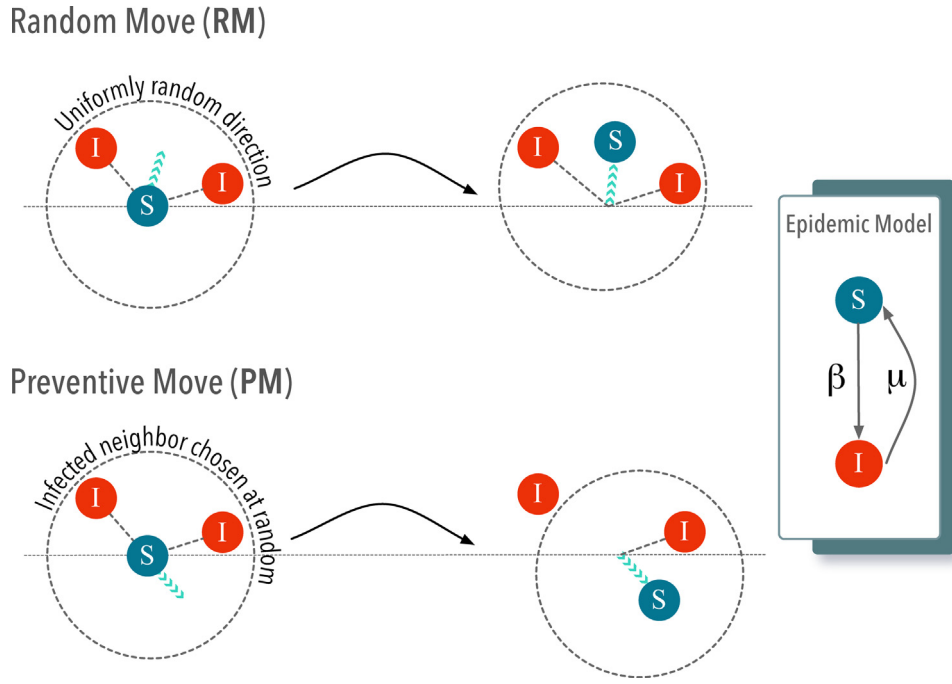 Random Move (RM)
Uniformly random direction
I
I
S
I
S
I
Epidemic Model
S
β
μ
I
Preventive Move (PM)
Infected neighbor chosen at random
I
I
S
I
I
S